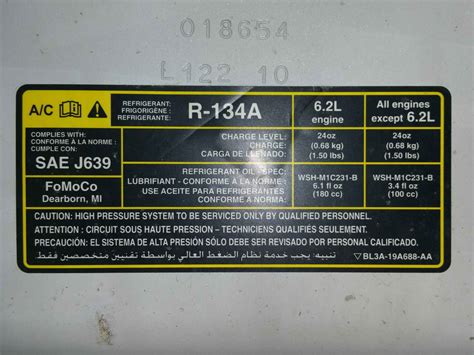 018654
L122 10
A/C
REFRIGERANT:
FRIGORIGÈNE:
REFRIGERANTE:
R-134A
6.2L
engine
All engines
except 6.2L
COMPLIES WITH:
CONFORME À LA NORME:
CUMPLE CON:
SAE J639
CHARGE LEVEL:
CHARGE:
CARGA DE LLENADO:
24oz
(0.68 kg)
(1.50 lbs)
24oz
(0.68 kg)
(1.50 lbs)
FoMoCo
Dearborn, MI
REFRIGERANT OIL - SPEC:
LUBRIFIANT - CONFORME À LA NORME:
USE ACEITE PARA REFRIGERANTES
CONFORME A LA NORMA:
WSH-M1C231-B
6.1 fl oz
(180 cc)
WSH-M1C231-B
3.4 fl oz
(100 cc)
CAUTION: HIGH PRESSURE SYSTEM TO BE SERVICED ONLY BY QUALIFIED PERSONNEL.
ATTENTION : CIRCUIT SOUS HAUTE PRESSION – TECHNICIENS QUALIFIÉS SEULEMENT.
PRECAUCIÓN: EL SISTEMA DE ALTA PRESIÓN SÓLO DEBE SER REVISADO POR PERSONAL CALIFICADO.
تنبيه: يجب صيانة نظام الضغط العالي بواسطة تقنيين متخصصين فقط.
BL3A-19A688-AA